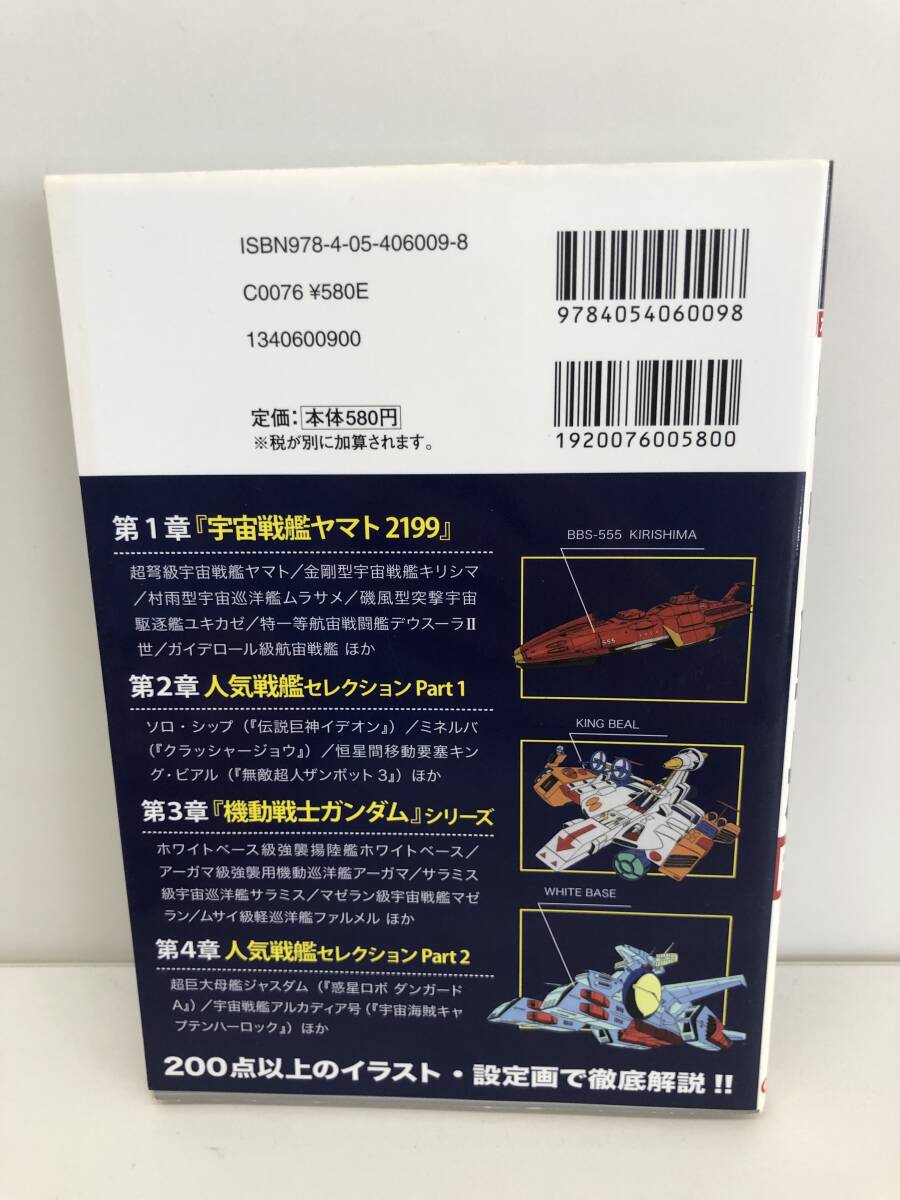 ISBN978-4-05-406009-8
C0076 ¥580E
1340600900
定価：本体580円
※税が別に加算されます。
9784054060098
1920076005800
第1章『宇宙戦艦ヤマト2199』
超弩級宇宙戦艦ヤマト／金剛型宇宙戦艦キリシマ
／村雨型宇宙巡洋艦ムラサメ／磯風型突撃宇宙
駆逐艦ユキカゼ／特一等航宙戦闘艦デウスーラⅡ
世／ガイデロール級航宙戦艦 ほか
第2章 人気戦艦セレクション Part 1
ソロ・シップ（『伝説巨神イデオン』）／ミネルバ
（『クラッシャージョウ』）／恒星間移動要塞キン
グ・ビアル（『無敵超人ザンボット3』）ほか
第3章『機動戦士ガンダム』シリーズ
ホワイトベース級強襲揚陸艦ホワイトベース／
アーガマ級強襲用機動巡洋艦アーガマ／サラミス
級宇宙巡洋艦サラミス／マゼラン級宇宙戦艦マゼ
ラン／ムサイ級軽巡洋艦ファルメル ほか
第4章 人気戦艦セレクション Part 2
超巨大母艦ジャスダム（『惑星ロボ ダンガード
A』）／宇宙戦艦アルカディア号（『宇宙海賊キャ
プテンハーロック』）ほか
BBS-555 KIRISHIMA
555
KING BEAL
WHITE BASE
200点以上のイラスト・設定画で徹底解説!!